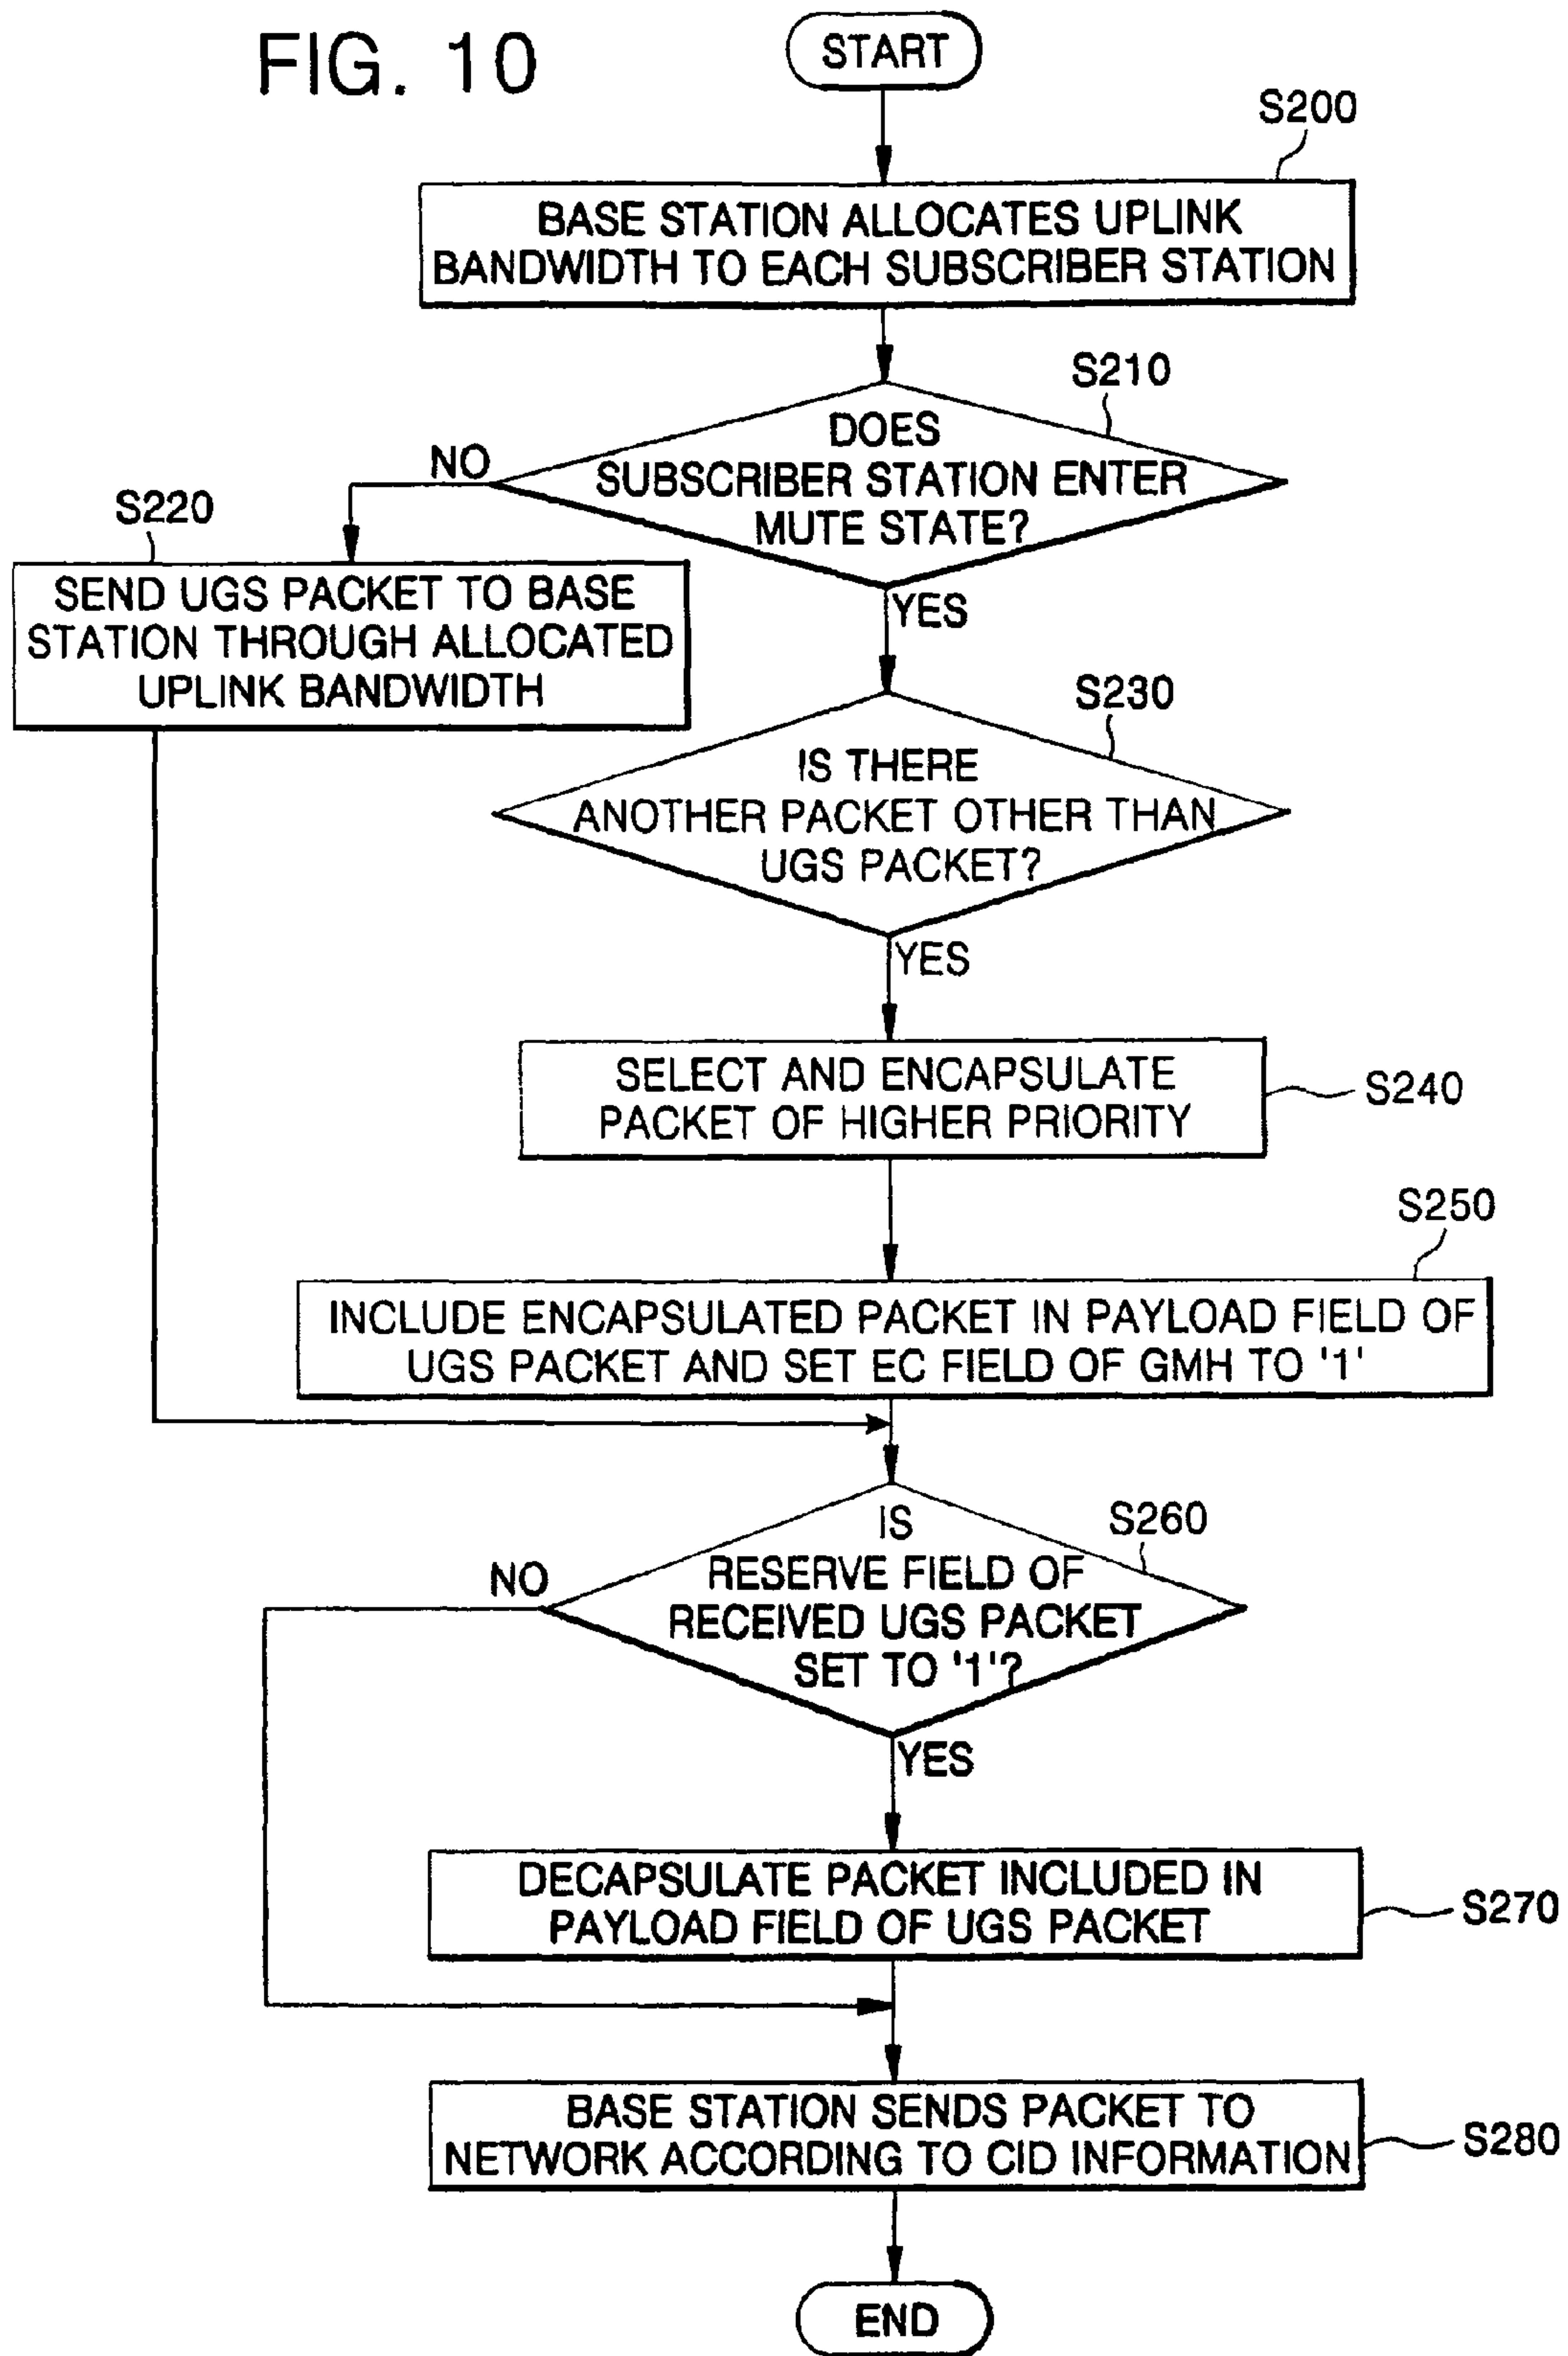 FIG. 10
START
S200
BASE STATION ALLOCATES UPLINK
BANDWIDTH TO EACH SUBSCRIBER STATION
S210
DOES
SUBSCRIBER STATION ENTER
MUTE STATE?
NO
YES
S220
SEND UGS PACKET TO BASE
STATION THROUGH ALLOCATED
UPLINK BANDWIDTH
S230
IS THERE
ANOTHER PACKET OTHER THAN
UGS PACKET?
YES
SELECT AND ENCAPSULATE
PACKET OF HIGHER PRIORITY
S240
S250
INCLUDE ENCAPSULATED PACKET IN PAYLOAD FIELD OF
UGS PACKET AND SET EC FIELD OF GMH TO '1'
S260
IS
RESERVE FIELD OF
RECEIVED UGS PACKET
SET TO '1'?
NO
YES
DECAPSULATE PACKET INCLUDED IN
PAYLOAD FIELD OF UGS PACKET
S270
BASE STATION SENDS PACKET TO
NETWORK ACCORDING TO CID INFORMATION
S280
END